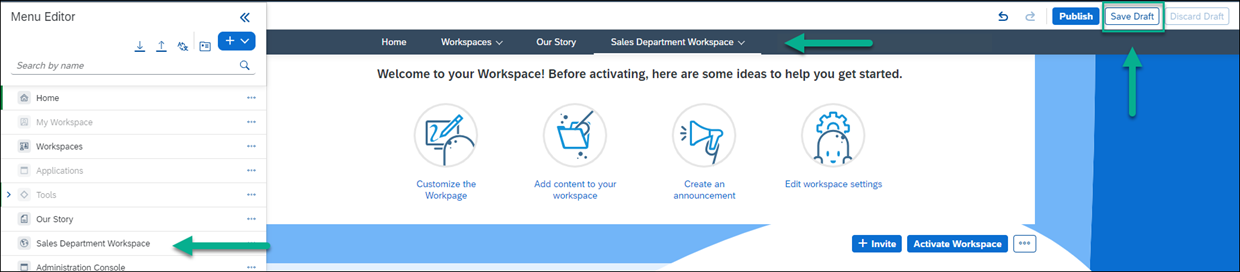 Menu Editor
Publish
Save Draft
Discard Draft
Home
Workspaces
Our Story
Sales Department Workspace
Search by name
Home
My Workspace
Workspaces
Applications
Tools
Our Story
Sales Department Workspace
Administration Console
Welcome to your Workspace! Before activating, here are some ideas to help you get started.
Customize the
Workpage
Add content to your
workspace
Create an
announcement
Edit workspace settings
+ Invite
Activate Workspace